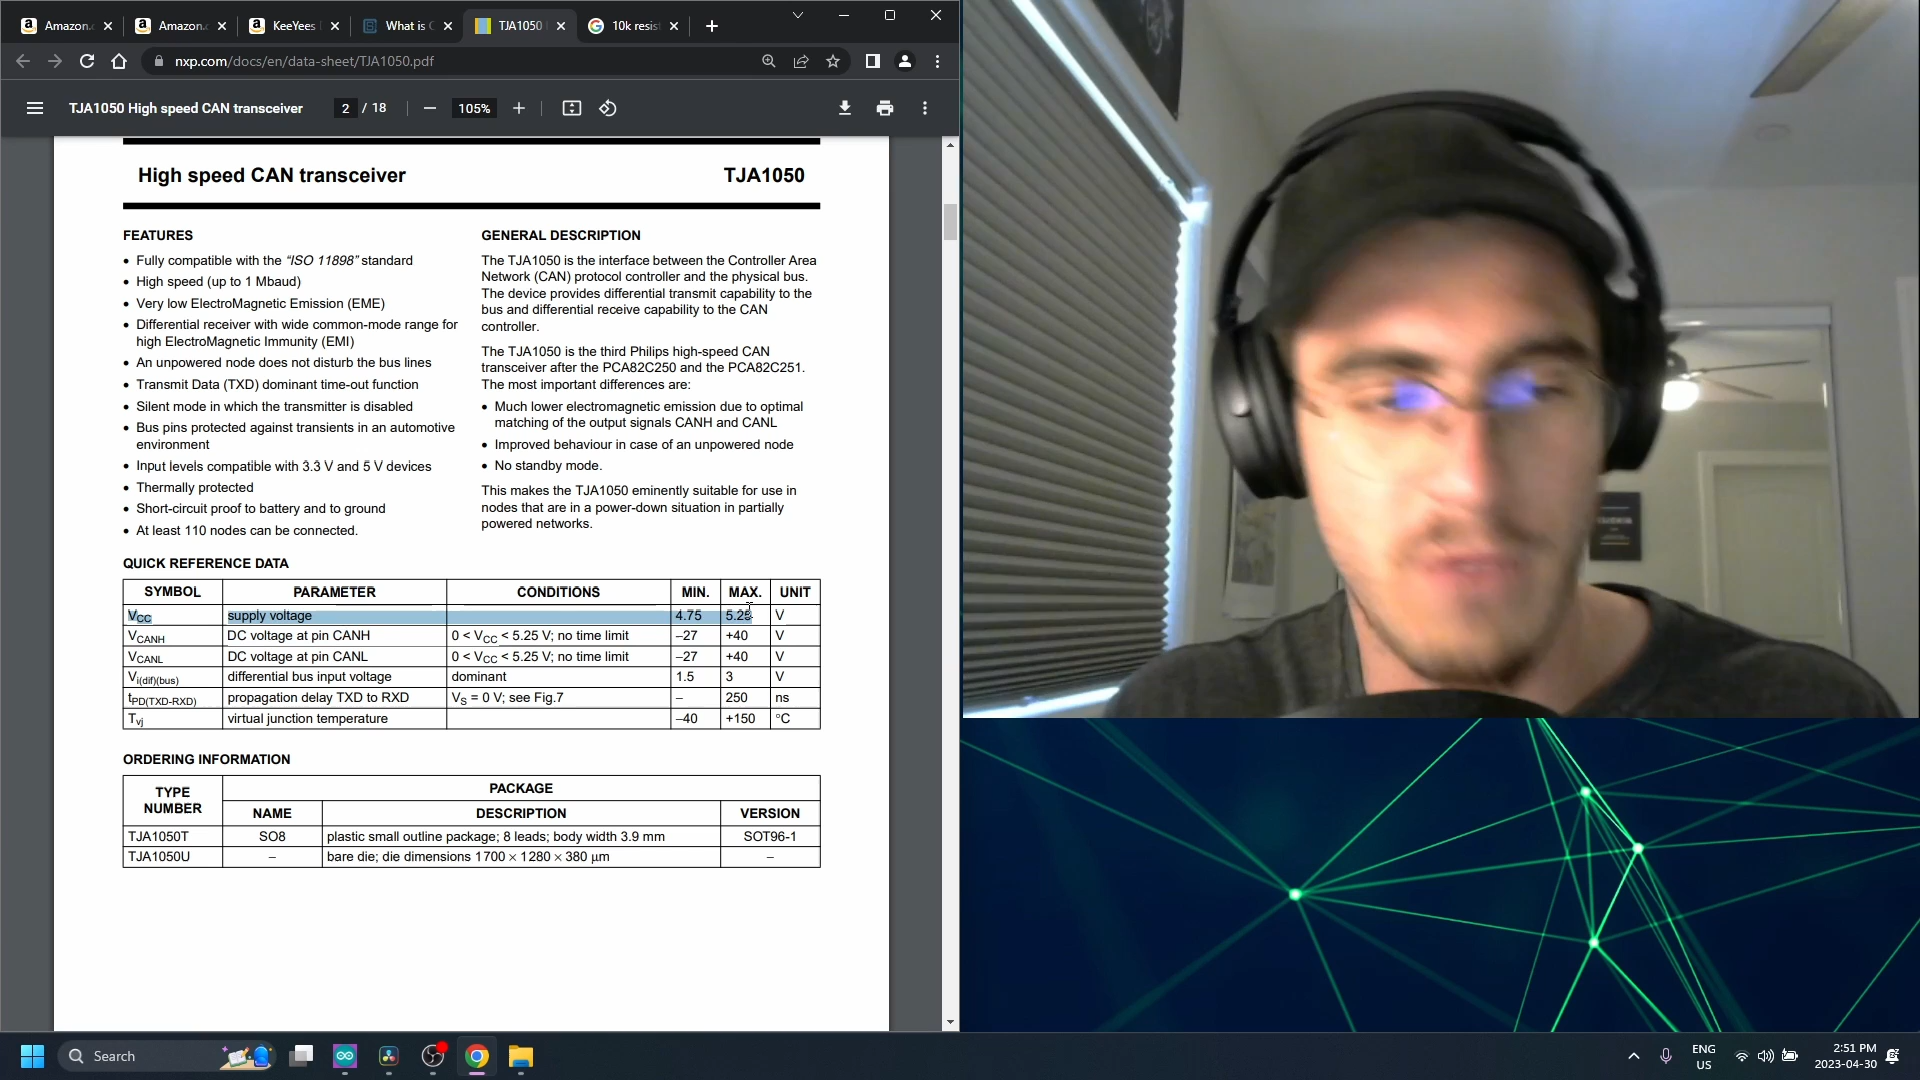 Amazon.c
Amazon.c
KeeYees
What is C
TJA1050
10k resis
nxp.com/docs/en/data-sheet/TJA1050.pdf
TJA1050 High speed CAN transceiver
2 / 18
105%
High speed CAN transceiver
TJA1050
FEATURES
• Fully compatible with the “ISO 11898” standard
• High speed (up to 1 Mbaud)
• Very low ElectroMagnetic Emission (EME)
• Differential receiver with wide common-mode range for
high ElectroMagnetic Immunity (EMI)
• An unpowered node does not disturb the bus lines
• Transmit Data (TXD) dominant time-out function
• Silent mode in which the transmitter is disabled
• Bus pins protected against transients in an automotive
environment
• Input levels compatible with 3.3 V and 5 V devices
• Thermally protected
• Short-circuit proof to battery and to ground
• At least 110 nodes can be connected.
GENERAL DESCRIPTION
The TJA1050 is the interface between the Controller Area
Network (CAN) protocol controller and the physical bus.
The device provides differential transmit capability to the
bus and differential receive capability to the CAN
controller.
The TJA1050 is the third Philips high-speed CAN
transceiver after the PCA82C250 and the PCA82C251.
The most important differences are:
• Much lower electromagnetic emission due to optimal
matching of the output signals CANH and CANL
• Improved behaviour in case of an unpowered node
• No standby mode.
This makes the TJA1050 eminently suitable for use in
nodes that are in a power-down situation in partially
powered networks.
QUICK REFERENCE DATA
SYMBOL PARAMETER CONDITIONS MIN. MAX. UNIT
VCC supply voltage 4.75 5.25 V
VCANH DC voltage at pin CANH 0 < VCC < 5.25 V; no time limit −27 +40 V
VCANL DC voltage at pin CANL 0 < VCC < 5.25 V; no time limit −27 +40 V
Vi(dif)(bus) differential bus input voltage dominant 1.5 3 V
tPD(TXD-RXD) propagation delay TXD to RXD VS = 0 V; see Fig.7 − 250 ns
Tvj virtual junction temperature −40 +150 °C
ORDERING INFORMATION
TYPE NUMBER PACKAGE
NAME DESCRIPTION VERSION
TJA1050T SO8 plastic small outline package; 8 leads; body width 3.9 mm SOT96-1
TJA1050U − bare die; die dimensions 1700 × 1280 × 380 µm −
Search
ENG
US
2:51 PM
2023-04-30